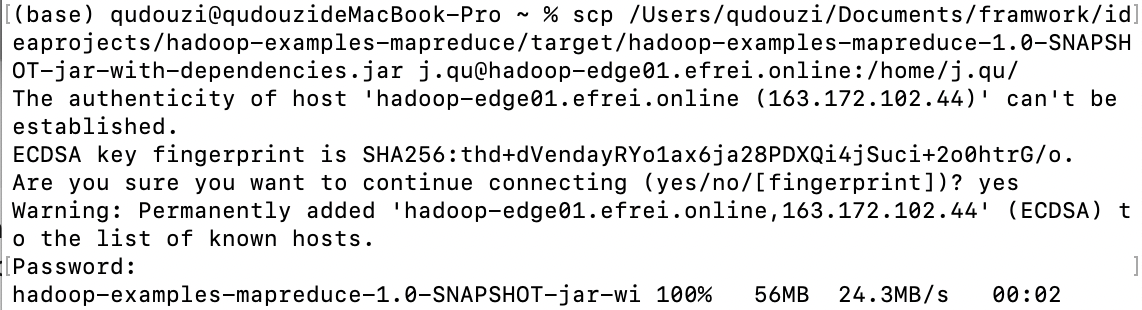 [(base) qudouzi@qudouzideMacBook-Pro ~ % scp /Users/qudouzi/Documents/framwork/id]
eaprojects/hadoop-examples-mapreduce/target/hadoop-examples-mapreduce-1.0-SNAPSH
OT-jar-with-dependencies.jar j.qu@hadoop-edge01.efrei.online:/home/j.qu/
The authenticity of host 'hadoop-edge01.efrei.online (163.172.102.44)' can't be
established.
ECDSA key fingerprint is SHA256:thd+dVendayRYo1ax6ja28PDXQi4jSuci+2o0htrG/o.
Are you sure you want to continue connecting (yes/no/[fingerprint])? yes
Warning: Permanently added 'hadoop-edge01.efrei.online,163.172.102.44' (ECDSA) t
o the list of known hosts.
[Password: ]
hadoop-examples-mapreduce-1.0-SNAPSHOT-jar-wi 100% 56MB 24.3MB/s 00:02